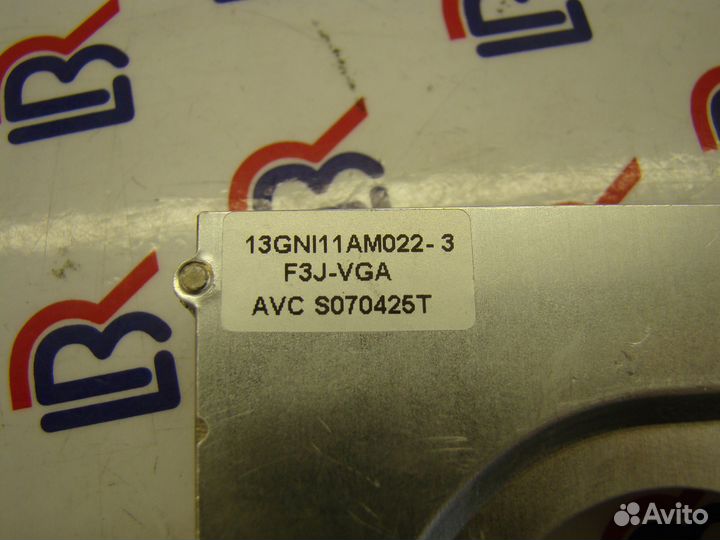 13GNI11AM022- 3
F3J-VGA
AVC S070425T
Avito